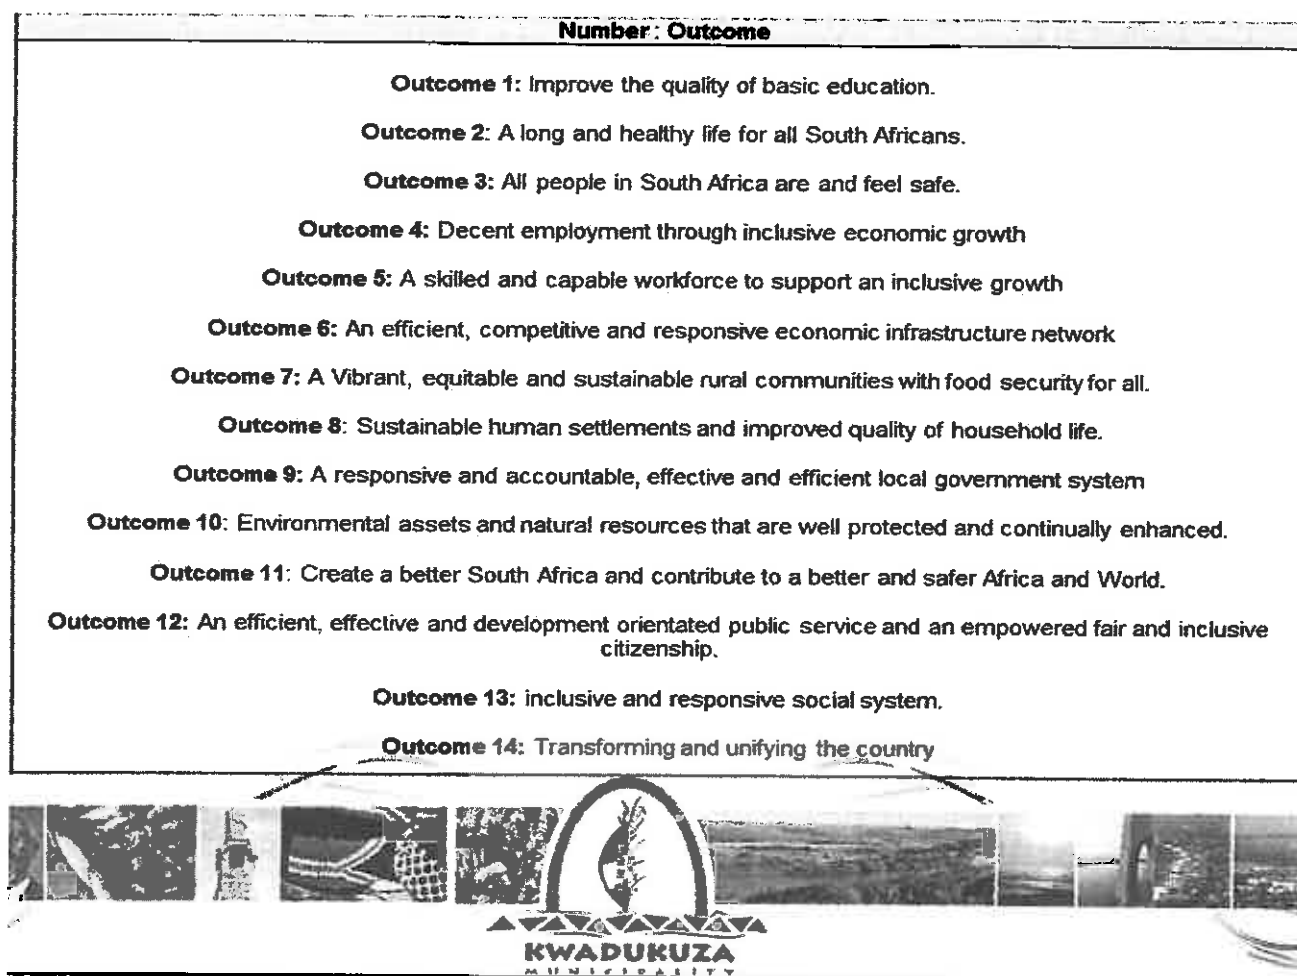 Number : Outcome
Outcome 1: Improve the quality of basic education.
Outcome 2: A long and healthy life for all South Africans.
Outcome 3: All people in South Africa are and feel safe.
Outcome 4: Decent employment through inclusive economic growth
Outcome 5: A skilled and capable workforce to support an inclusive growth
Outcome 6: An efficient, competitive and responsive economic infrastructure network
Outcome 7: A Vibrant, equitable and sustainable rural communities with food security for all.
Outcome 8: Sustainable human settlements and improved quality of household life.
Outcome 9: A responsive and accountable, effective and efficient local government system
Outcome 10: Environmental assets and natural resources that are well protected and continually enhanced.
Outcome 11: Create a better South Africa and contribute to a better and safer Africa and World.
Outcome 12: An efficient, effective and development orientated public service and an empowered fair and inclusive
citizenship.
Outcome 13: inclusive and responsive social system.
Outcome 14: Transforming and unifying the country
KWADUKUZA
MUNICIPALITY